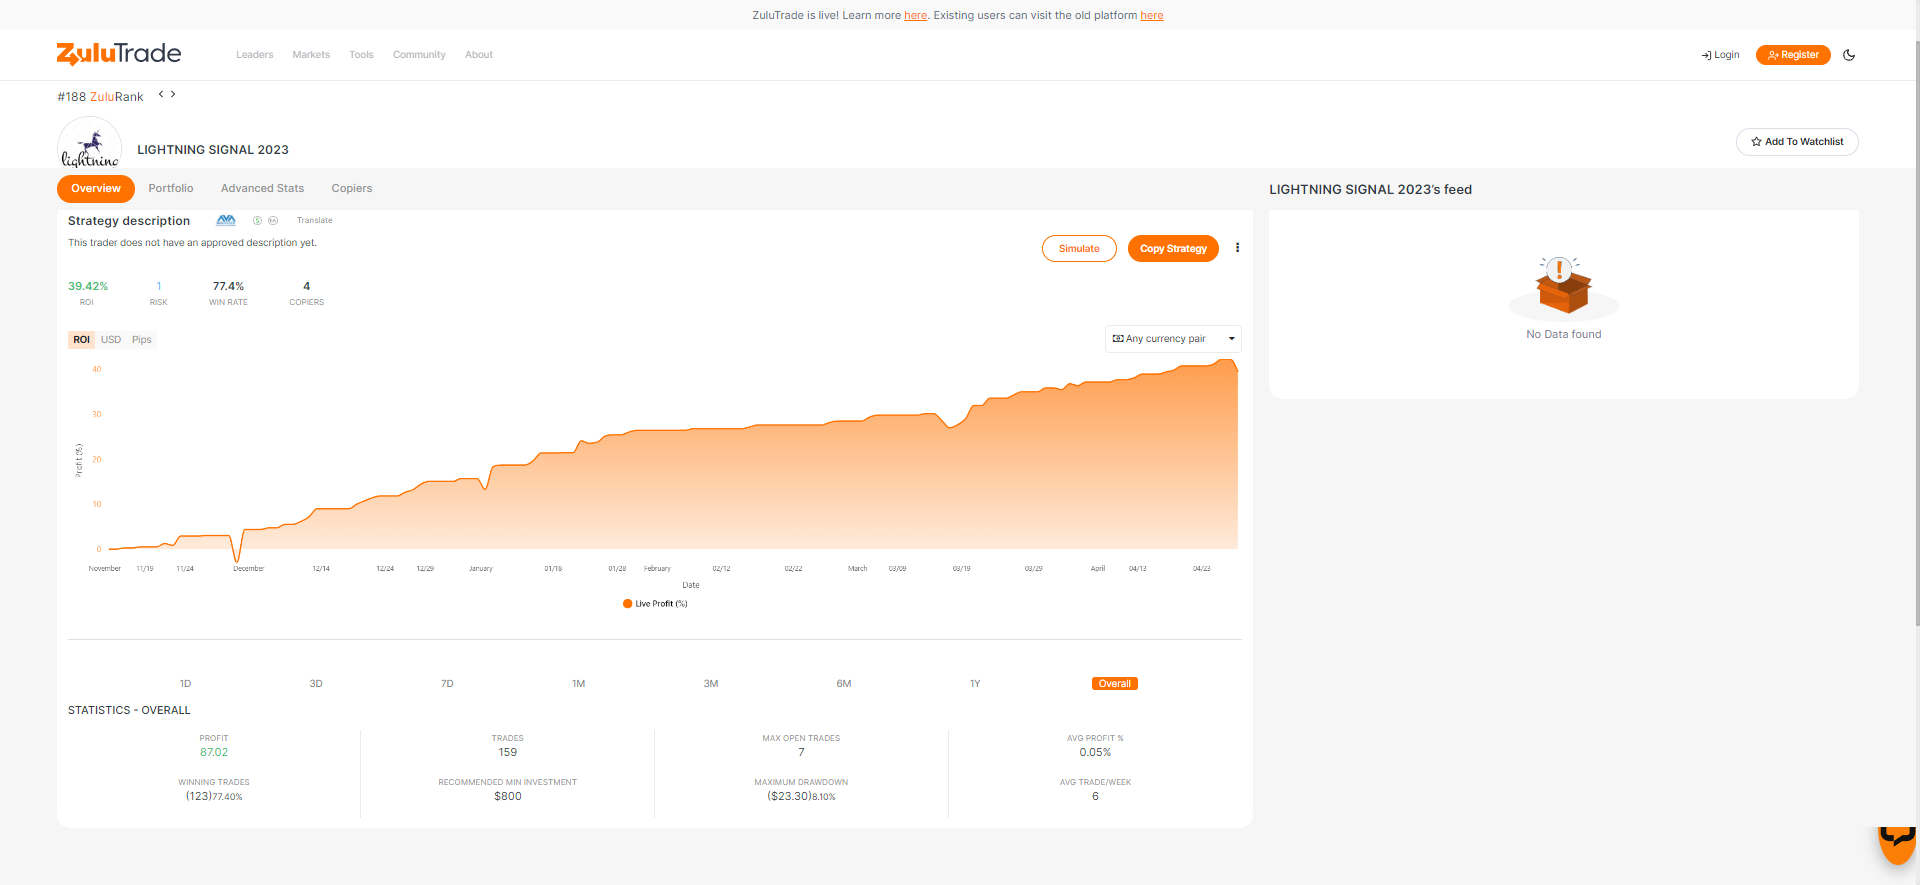 ZuluTrade is live! Learn more here. Existing users can visit the old platform here
ZuluTrade
Leaders Markets Tools Community About
Login
Register
#188 ZuluRank
lightning
LIGHTNING SIGNAL 2023
Add To Watchlist
Overview Portfolio Advanced Stats Copiers
LIGHTNING SIGNAL 2023's feed
Strategy description
AVA
$
EA
Translate
This trader does not have an approved description yet.
Simulate
Copy Strategy
39.42% 1 77.4% 4
ROI RISK WIN RATE COPIERS
No Data found
ROI USD Pips
Any currency pair
40
30
20
10
0
Profit (%)
November 11/19 11/24 December 12/14 12/24 12/29 January 01/18 01/28 February 02/12 02/22 March 03/09 03/19 03/29 April 04/13 04/23
Date
Live Profit (%)
1D 3D 7D 1M 3M 6M 1Y Overall
STATISTICS - OVERALL
PROFIT TRADES MAX OPEN TRADES AVG PROFIT %
87.02 159 7 0.05%
WINNING TRADES RECOMMENDED MIN INVESTMENT MAXIMUM DRAWDOWN AVG TRADE/WEEK
(123)77.40% $800 ($23.30)8.10% 6